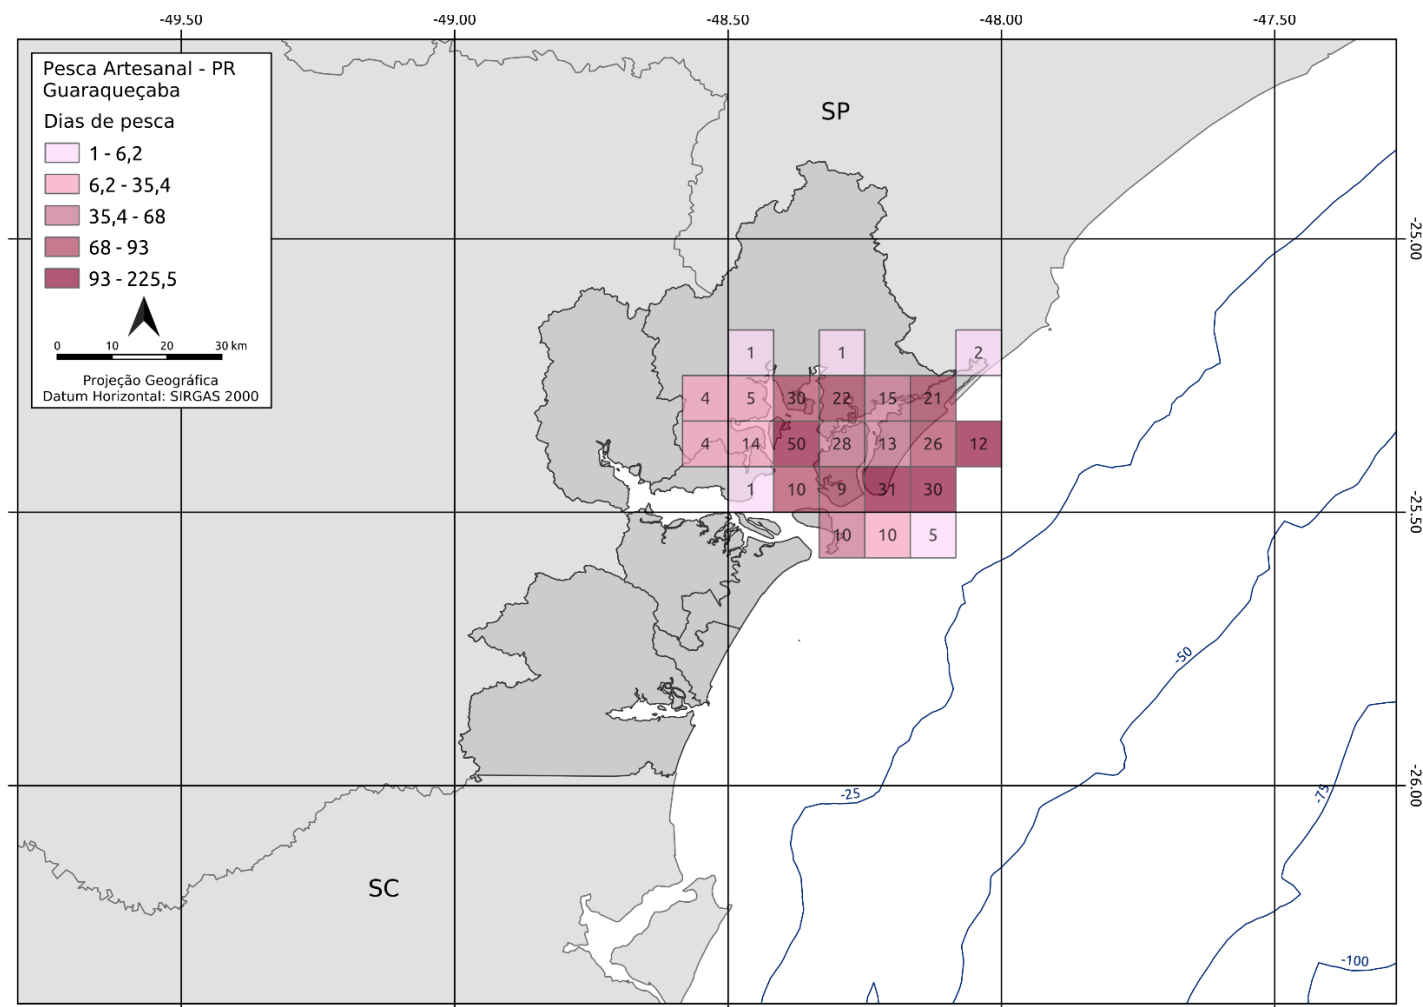 -49.50 -49.00 -48.50 -48.00 -47.50
Pesca Artesanal - PR
Guaraqueçaba
Dias de pesca
1 - 6,2
6,2 - 35,4
35,4 - 68
68 - 93
93 - 225,5
0 10 20 30 km
Projeção Geográfica
Datum Horizontal: SIRGAS 2000
SP
-25.00
1 1 2
4 5 30 22 15 21
4 14 50 28 13 26 12
1 10 9 31 30
-25.50
10 10 5
-50
-26.00
-25
-75
SC
-100